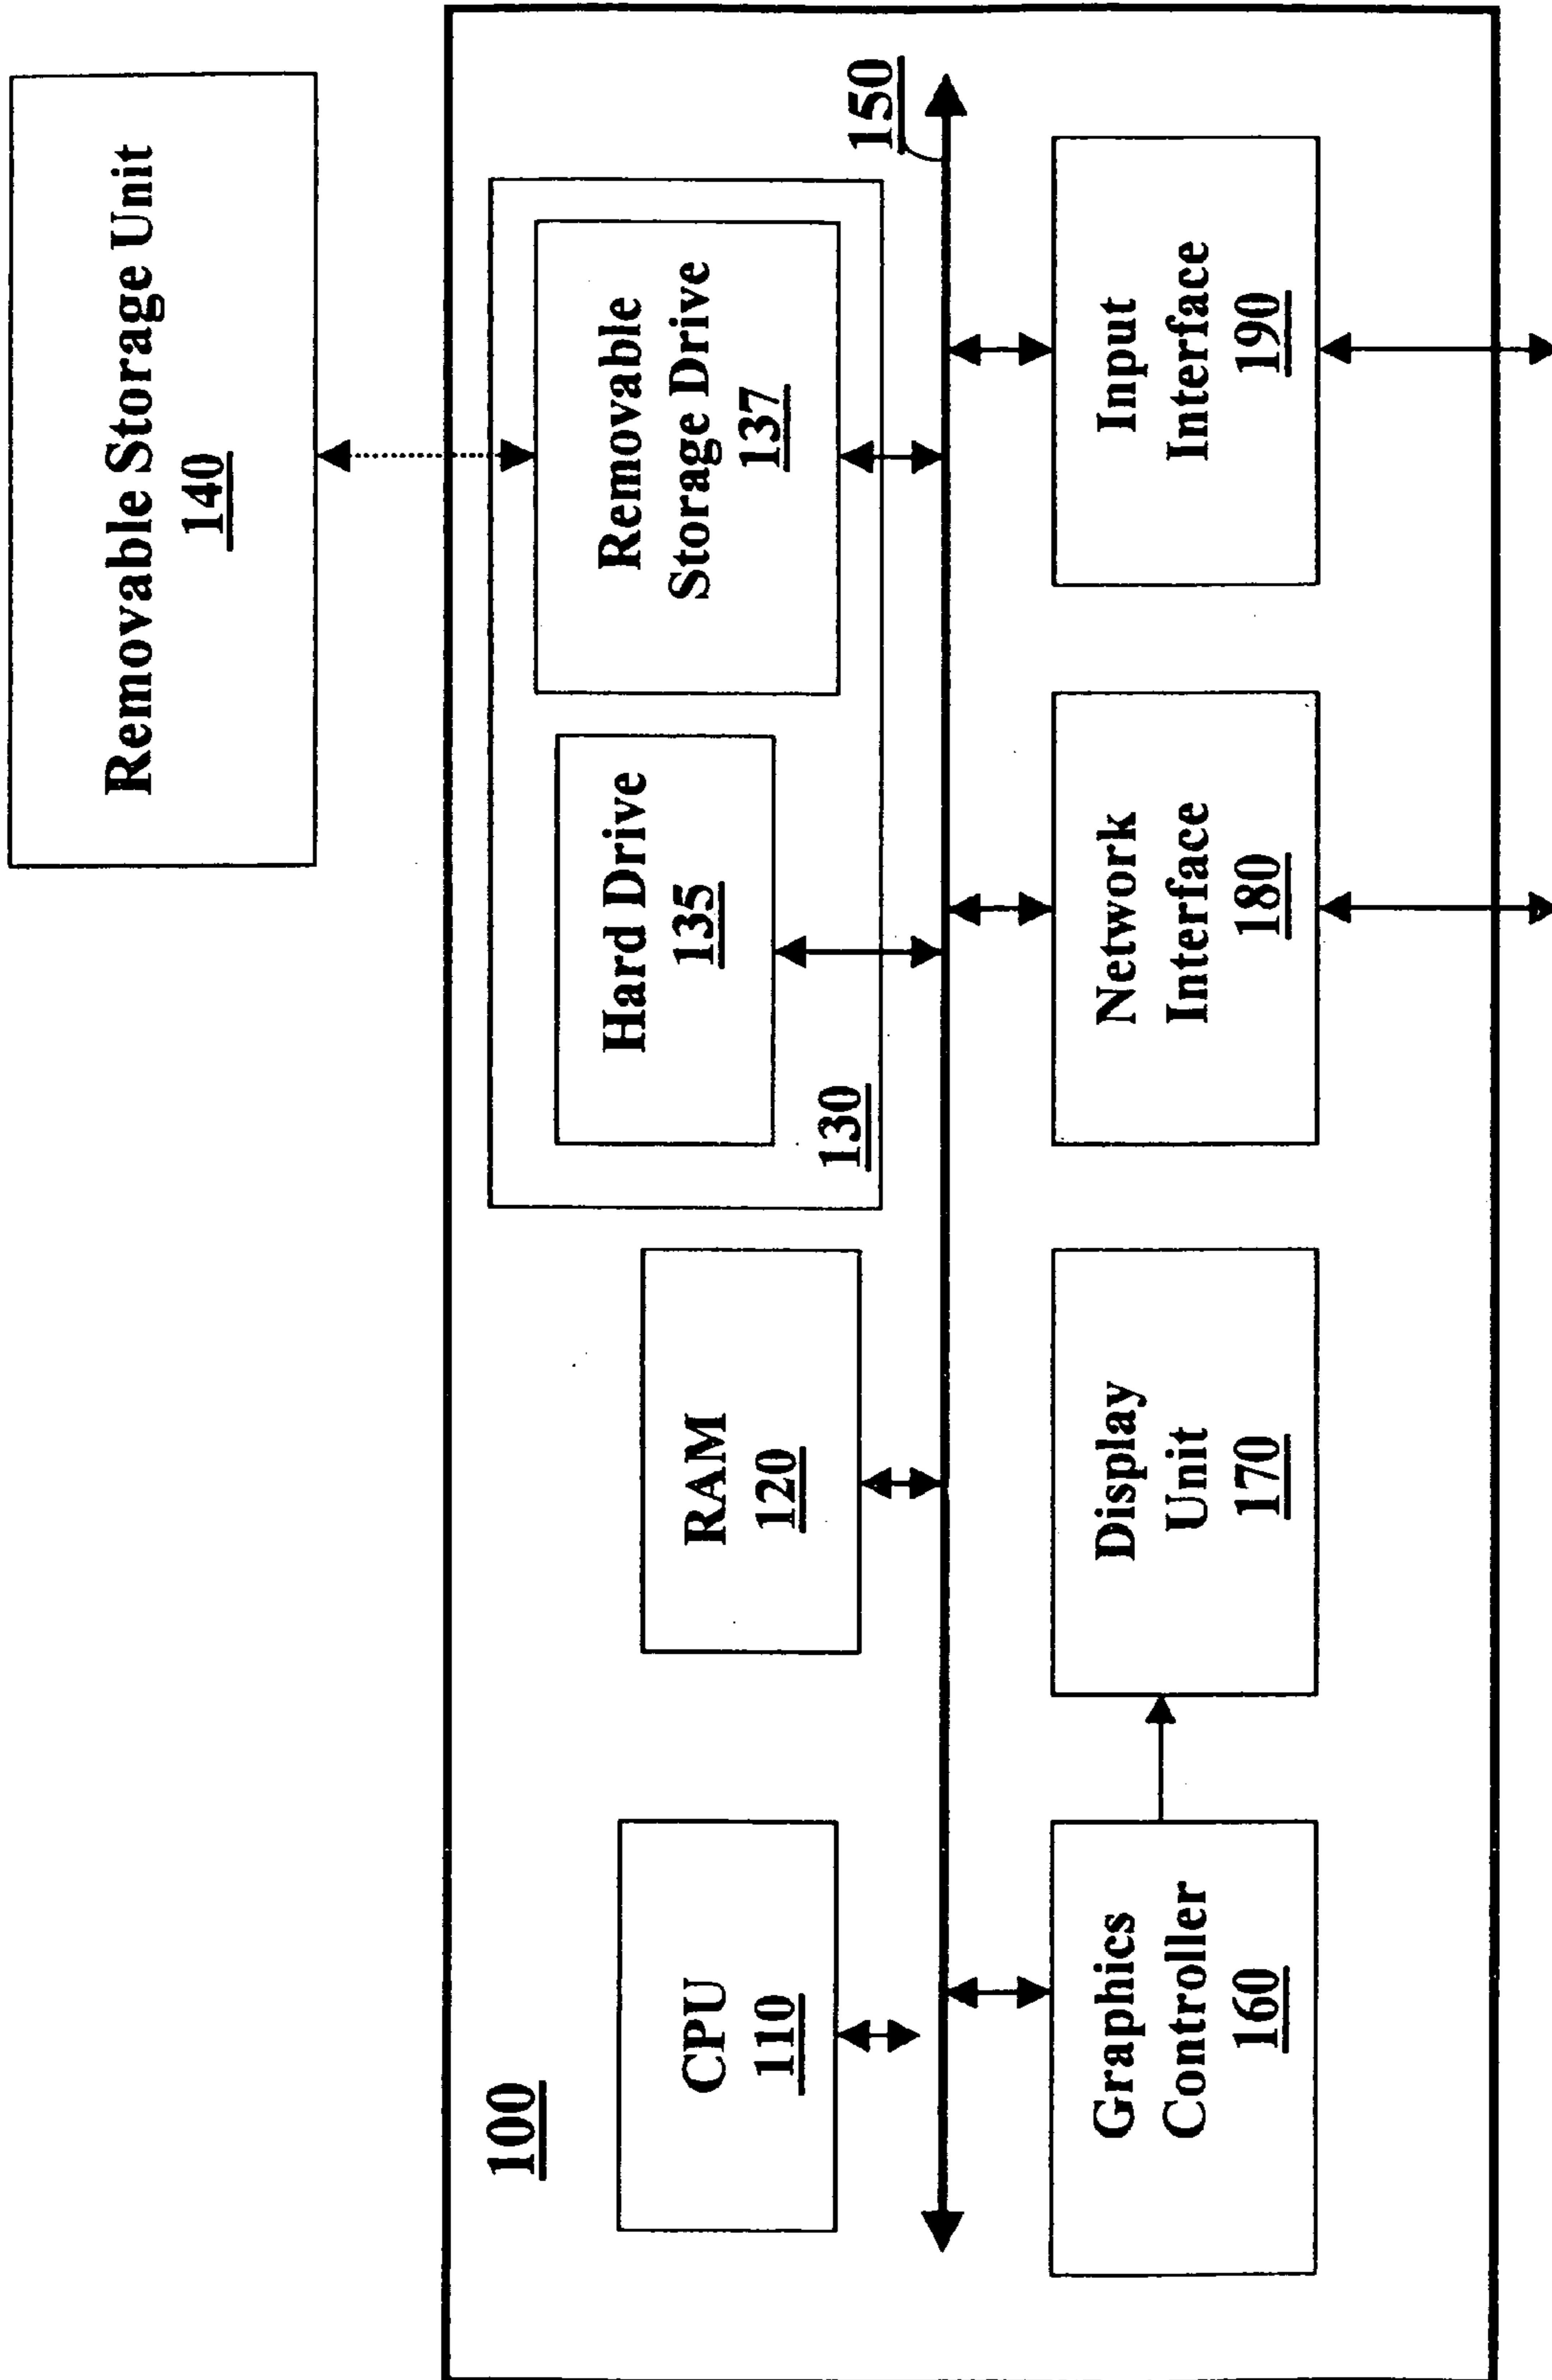 Removable Storage Unit
140
100
CPU
110
RAM
120
130
Hard Drive
135
Removable
Storage Drive
137
150
Graphics
Controller
160
Display
Unit
170
Network
Interface
180
Input
Interface
190